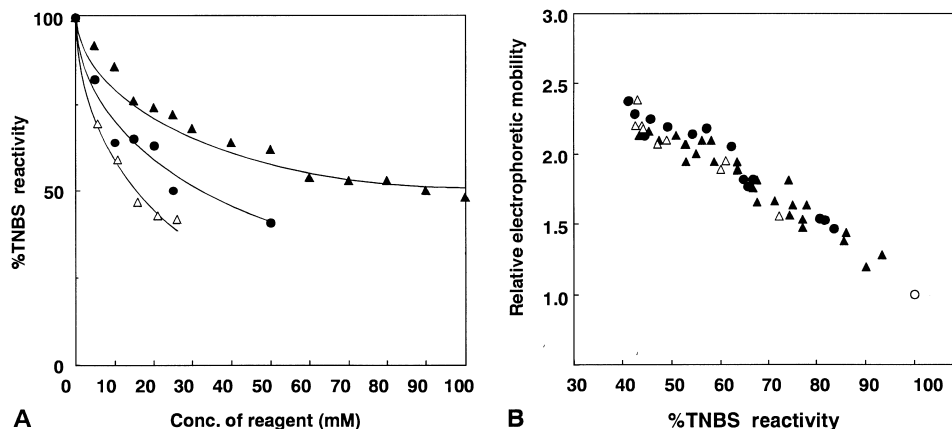 100
50
0
%TNBS reactivity
0 10 20 30 40 50 60 70 80 90 100
Conc. of reagent (mM)
A
3.0
2.5
2.0
1.5
1.0
Relative electrophoretic mobility
30 40 50 60 70 80 90 100
%TNBS reactivity
B